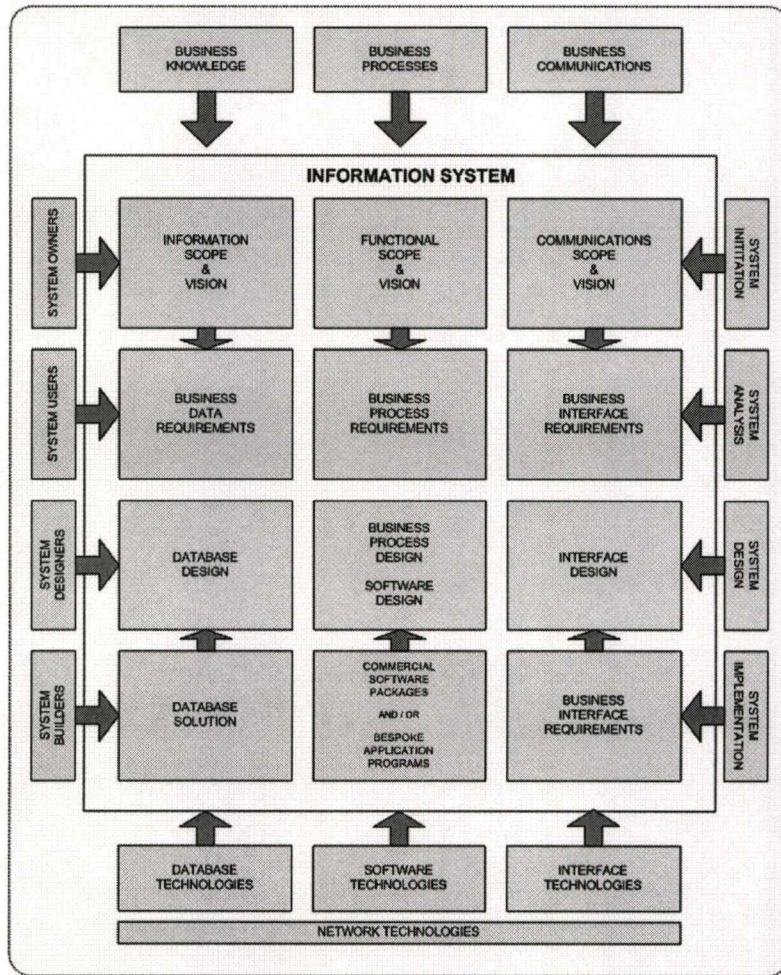 BUSINESS
KNOWLEDGE
BUSINESS
PROCESSES
BUSINESS
COMMUNICATIONS
INFORMATION SYSTEM
SYSTEM OWNERS
INFORMATION
SCOPE
&
VISION
FUNCTIONAL
SCOPE
&
VISION
COMMUNICATIONS
SCOPE
&
VISION
SYSTEM
INITITATION
SYSTEM USERS
BUSINESS
DATA
REQUIREMENTS
BUSINESS
PROCESS
REQUIREMENTS
BUSINESS
INTERFACE
REQUIREMENTS
SYSTEM
ANALYSIS
SYSTEM
DESIGNERS
DATABASE
DESIGN
BUSINESS
PROCESS
DESIGN
SOFTWARE
DESIGN
INTERFACE
DESIGN
SYSTEM
DESIGN
SYSTEM
BUILDERS
DATABASE
SOLUTION
COMMERCIAL
SOFTWARE
PACKAGES
AND / OR
BESPOKE
APPLICATION
PROGRAMS
BUSINESS
INTERFACE
REQUIREMENTS
SYSTEM
IMPLEMENTATION
DATABASE
TECHNOLOGIES
SOFTWARE
TECHNOLOGIES
INTERFACE
TECHNOLOGIES
NETWORK TECHNOLOGIES